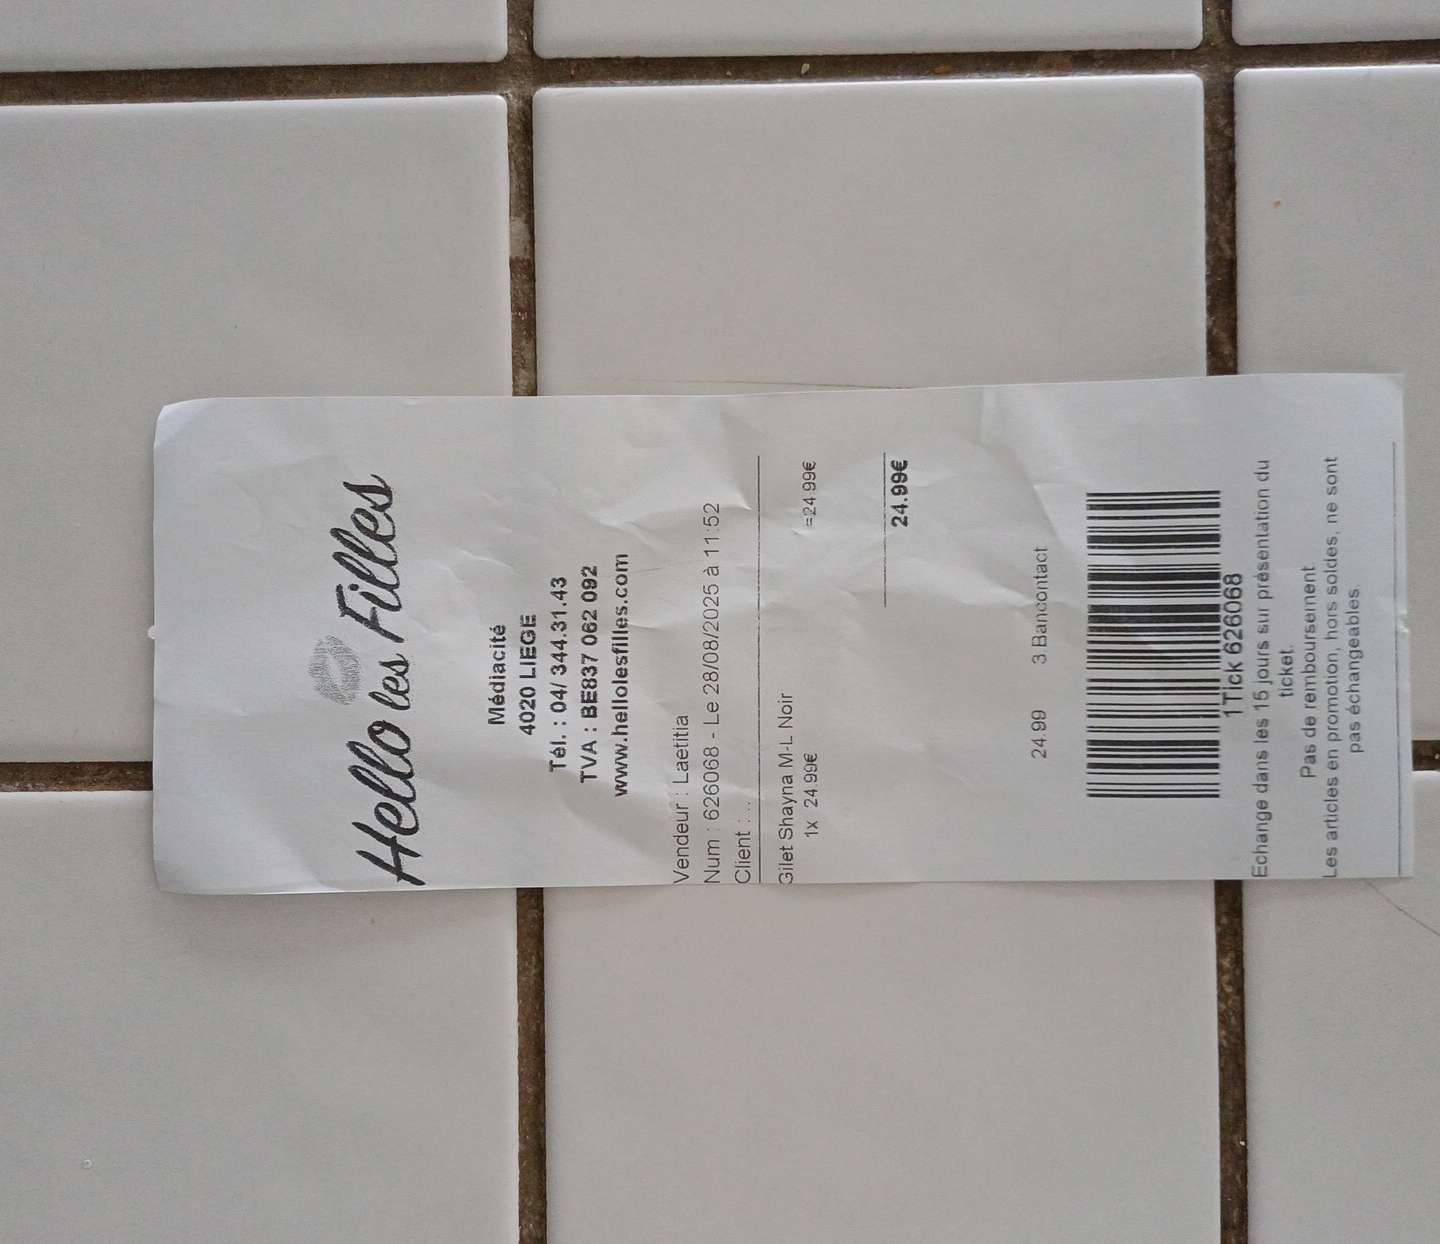 Hello les Filles
Médiacité
4020 LIEGE
Tél. : 04/ 344.31.43
TVA : BE837 062 092
www.hellolesfilles.com
Vendeur : Laetitia
Num : 626068 - Le 28/08/2025 à 11:52
Client : ...
Gilet Shayna M-L Noir
1x 24.99€ =24.99€
24.99€
24.99 3 Bancontact
1Tick 626068
Echange dans les 15 jours sur présentation du
ticket.
Pas de remboursement
Les articles en promotion, hors soldes, ne sont
pas échangeables.